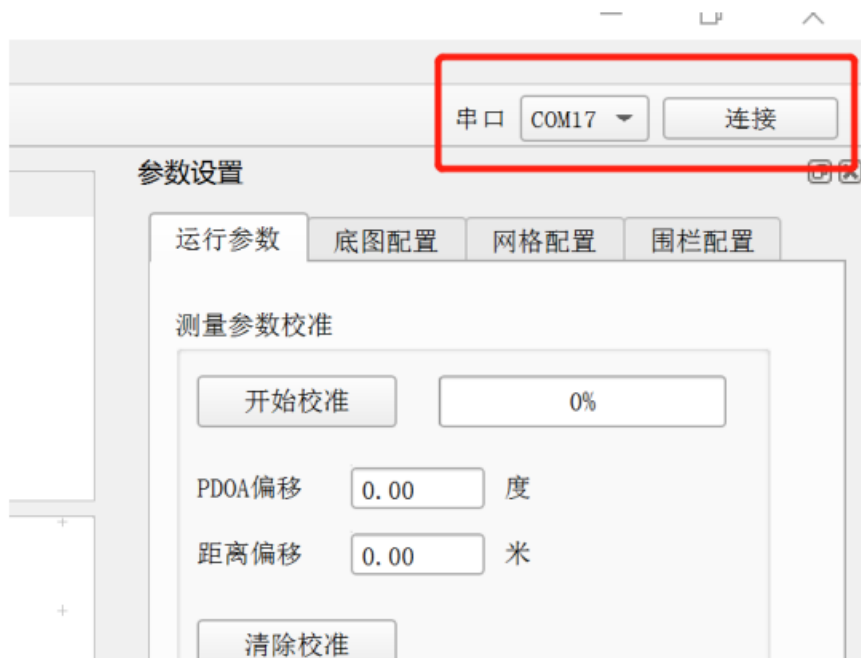 串口 COM17 连接
参数设置
运行参数 底图配置 网格配置 围栏配置
测量参数校准
开始校准 0%
PDOA偏移 0.00 度
距离偏移 0.00 米
清除校准